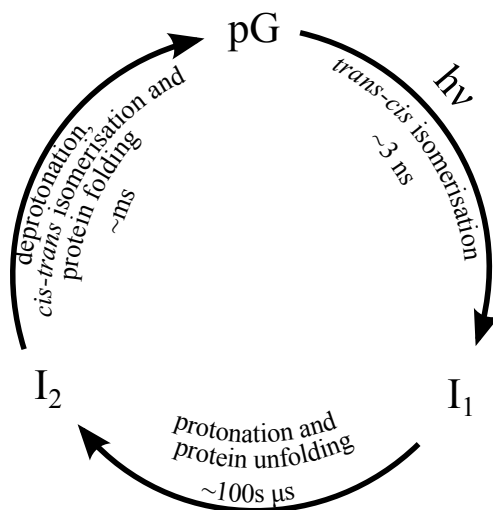 pG
hν
trans-cis isomerisation
~3 ns
I₁
protonation and
protein unfolding
~100s μs
I₂
deprotonation,
cis-trans isomerisation and
protein folding
~ms